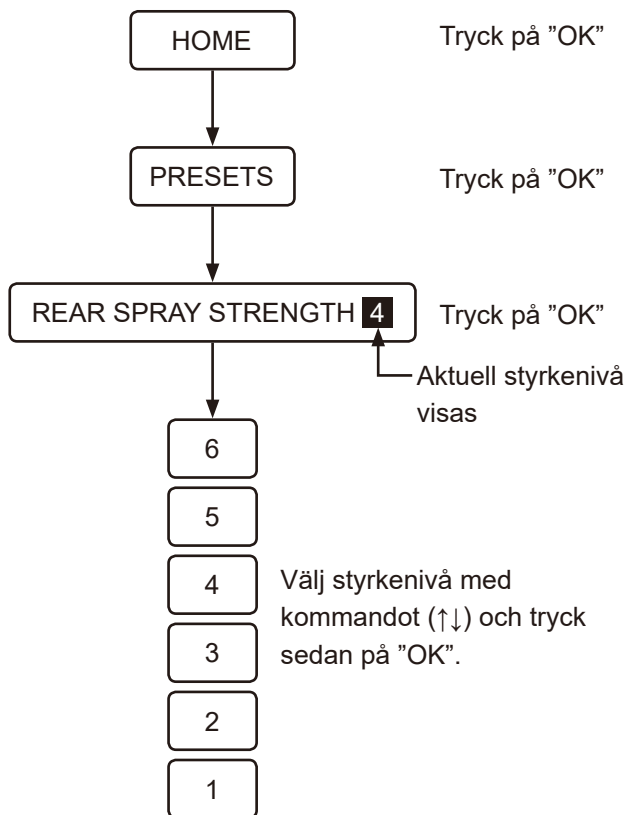 HOME
Tryck på ”OK”
PRESETS
Tryck på ”OK”
REAR SPRAY STRENGTH 4
Tryck på ”OK”
Aktuell styrkenivå
visas
6
5
4
Välj styrkenivå med
kommandot (↑↓) och tryck
sedan på ”OK”.
3
2
1